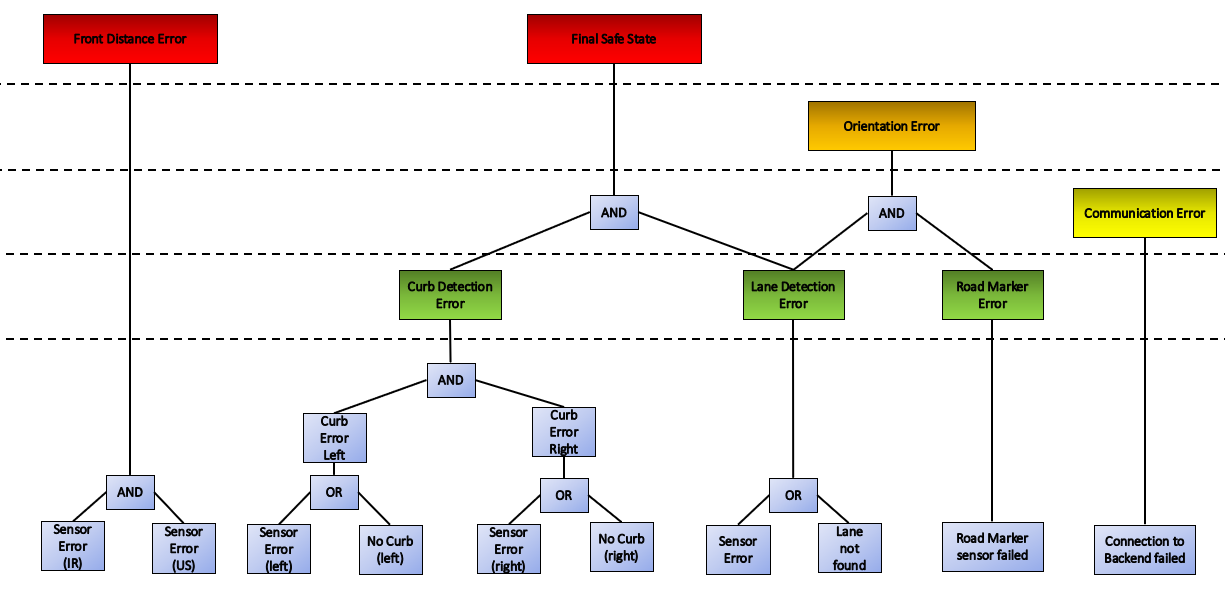 Front Distance Error
Final Safe State
Orientation Error
Communication Error
AND
AND
Curb Detection
Error
Lane Detection
Error
Road Marker
Error
AND
Curb
Error
Left
Curb
Error
Right
AND
OR
OR
OR
Sensor
Error
(IR)
Sensor
Error
(US)
Sensor
Error
(left)
No Curb
(left)
Sensor
Error
(right)
No Curb
(right)
Sensor
Error
Lane
not
found
Road Marker
sensor failed
Connection to
Backend failed